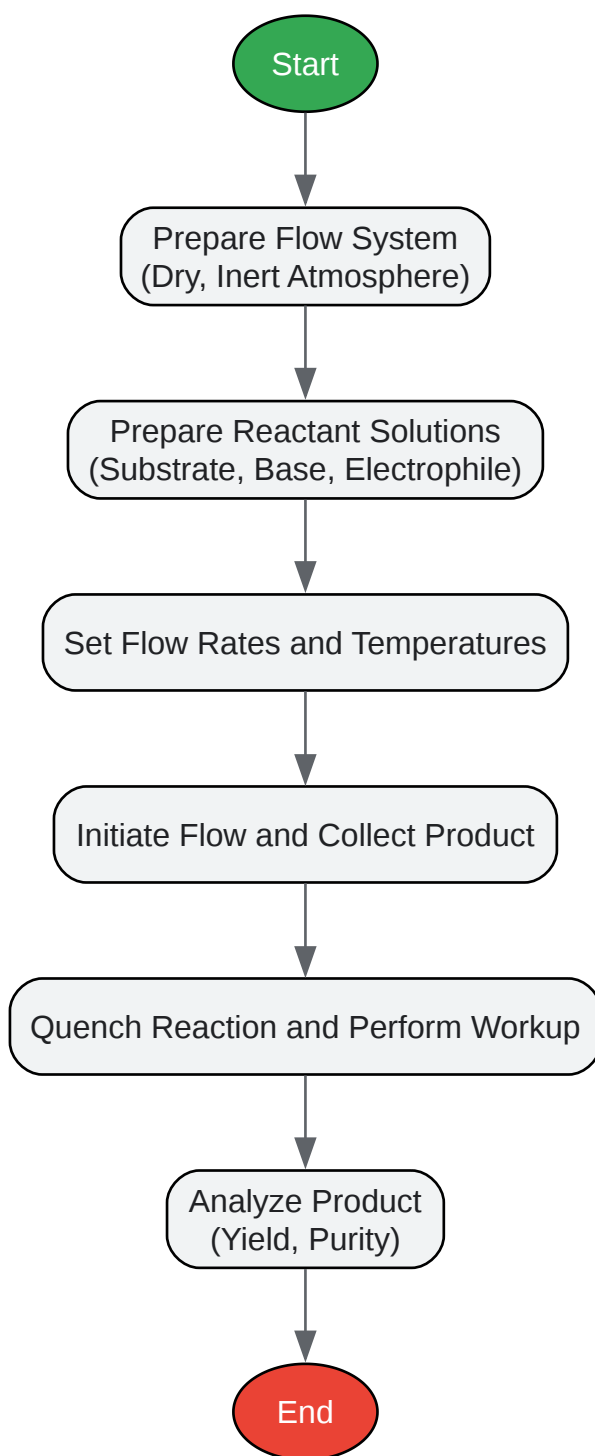 Start
Prepare Flow System
(Dry, Inert Atmosphere)
Prepare Reactant Solutions
(Substrate, Base, Electrophile)
Set Flow Rates and Temperatures
Initiate Flow and Collect Product
Quench Reaction and Perform Workup
Analyze Product
(Yield, Purity)
End